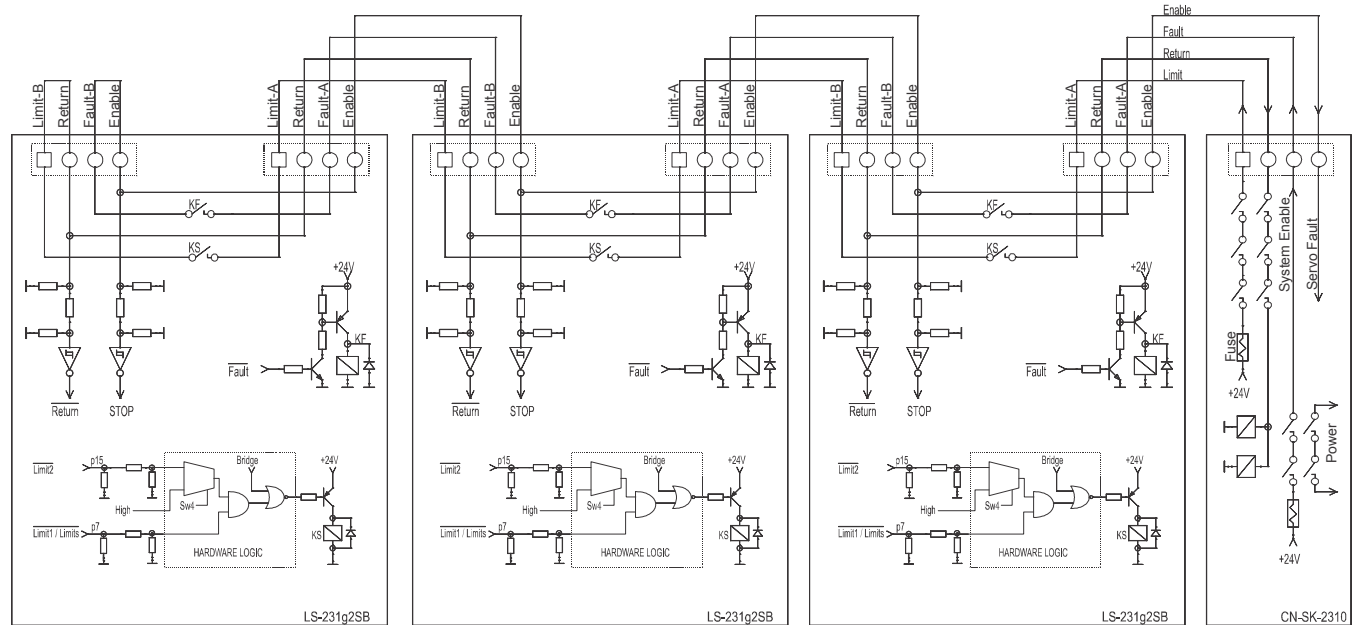 Enable
Fault
Return
Limit
Limit-B
Return
Fault-B
Enable
Limit-A
Return
Fault-A
Enable
Limit-B
Return
Fault-B
Enable
Limit-A
Return
Fault-A
Enable
Limit-B
Return
Fault-B
Enable
Limit-A
Return
Fault-A
Enable
KF
KS
+24V
KF
Fault
Return
STOP
Limit2
p15
Bridge
+24V
High
Sw4
Limit1 / Limits
p7
KS
HARDWARE LOGIC
LS-231g2SB
KF
KS
+24V
KF
Fault
Return
STOP
Limit2
p15
Bridge
+24V
High
Sw4
Limit1 / Limits
p7
KS
HARDWARE LOGIC
LS-231g2SB
KF
KS
+24V
KF
Fault
Return
STOP
Limit2
p15
Bridge
+24V
High
Sw4
Limit1 / Limits
p7
KS
HARDWARE LOGIC
LS-231g2SB
System Enable
Servo Fault
Fuse
+24V
Power
+24V
CN-SK-2310